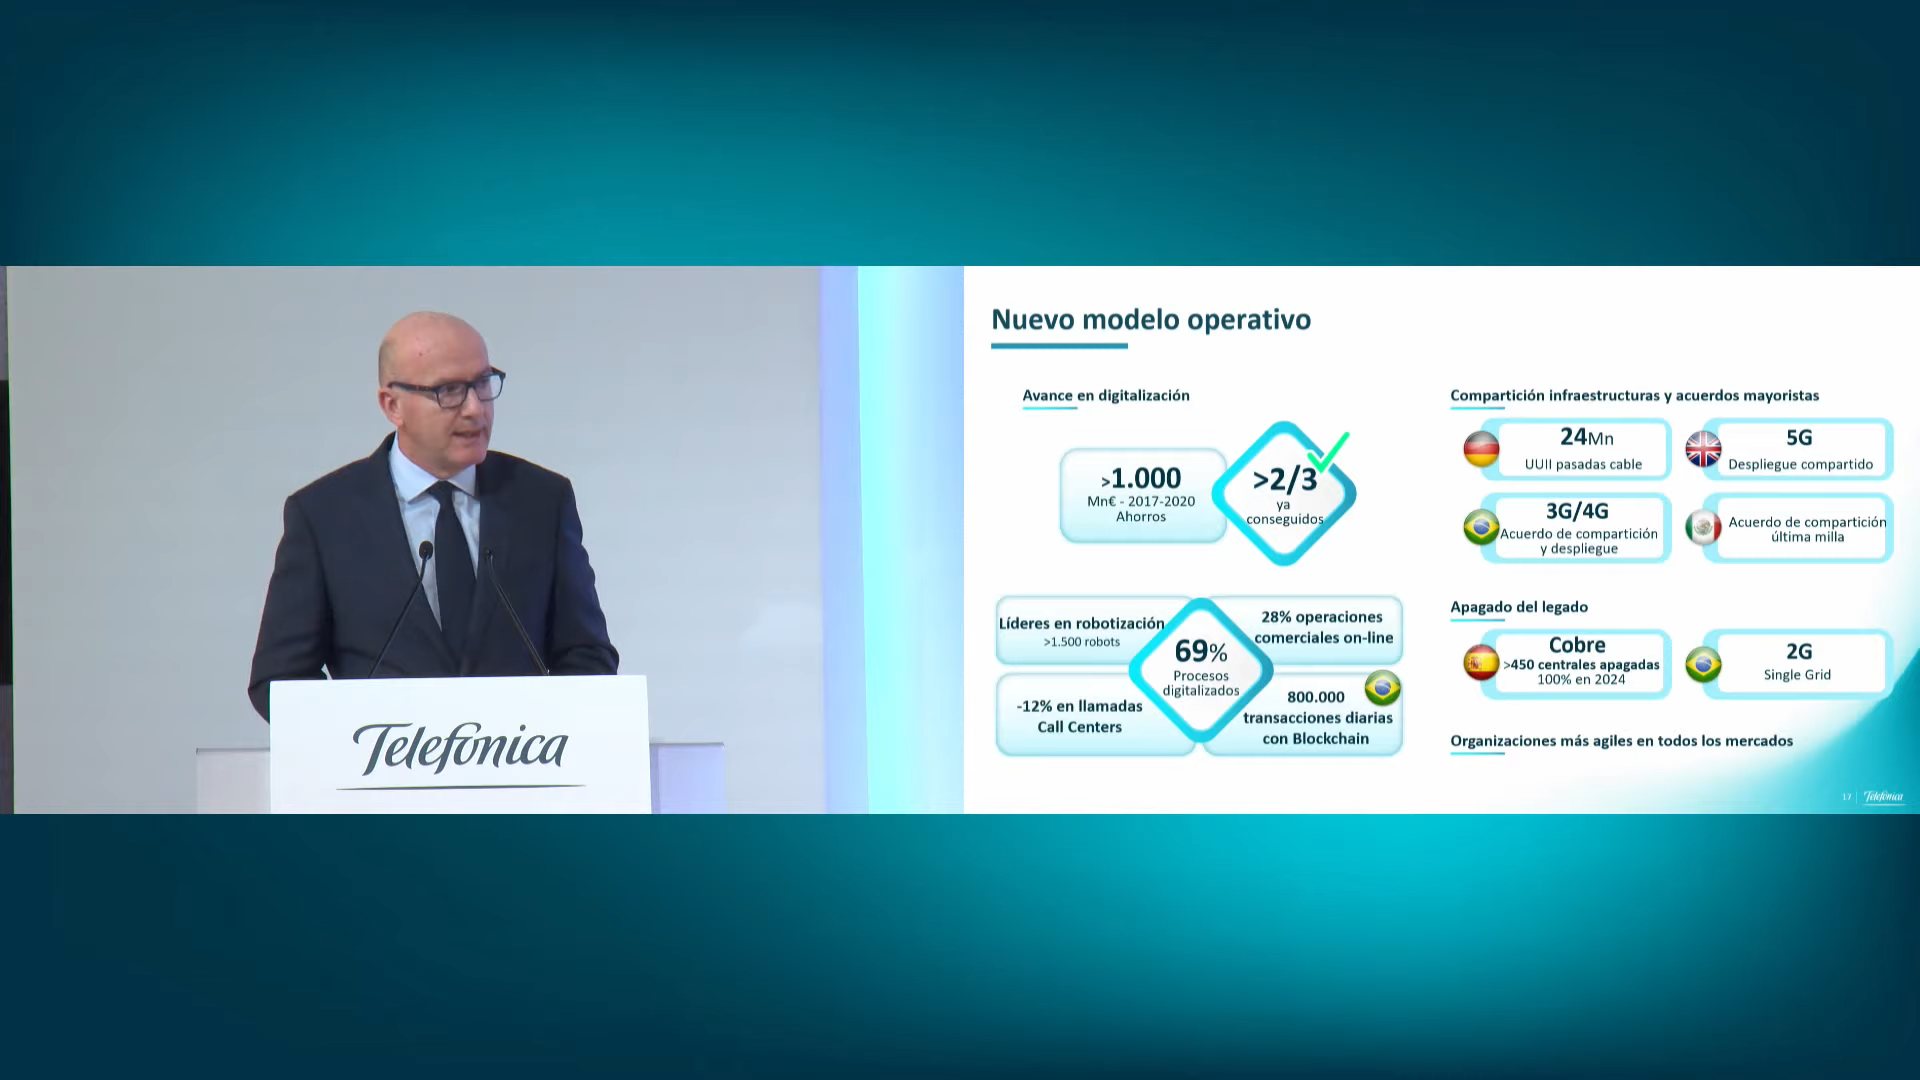 Telefónica
Nuevo modelo operativo
Avance en digitalización
>1.000
Mn€ - 2017-2020
Ahorros
>2/3
ya
conseguidos
Líderes en robotización
>1.500 robots
28% operaciones
comerciales on-line
69%
Procesos
digitalizados
-12% en llamadas
Call Centers
800.000
transacciones diarias
con Blockchain
Compartición infraestructuras y acuerdos mayoristas
24Mn
UUII pasadas cable
5G
Despliegue compartido
3G/4G
Acuerdo de compartición
y despliegue
Acuerdo de compartición
última milla
Apagado del legado
Cobre
>450 centrales apagadas
100% en 2024
2G
Single Grid
Organizaciones más agiles en todos los mercados
17
Telefónica